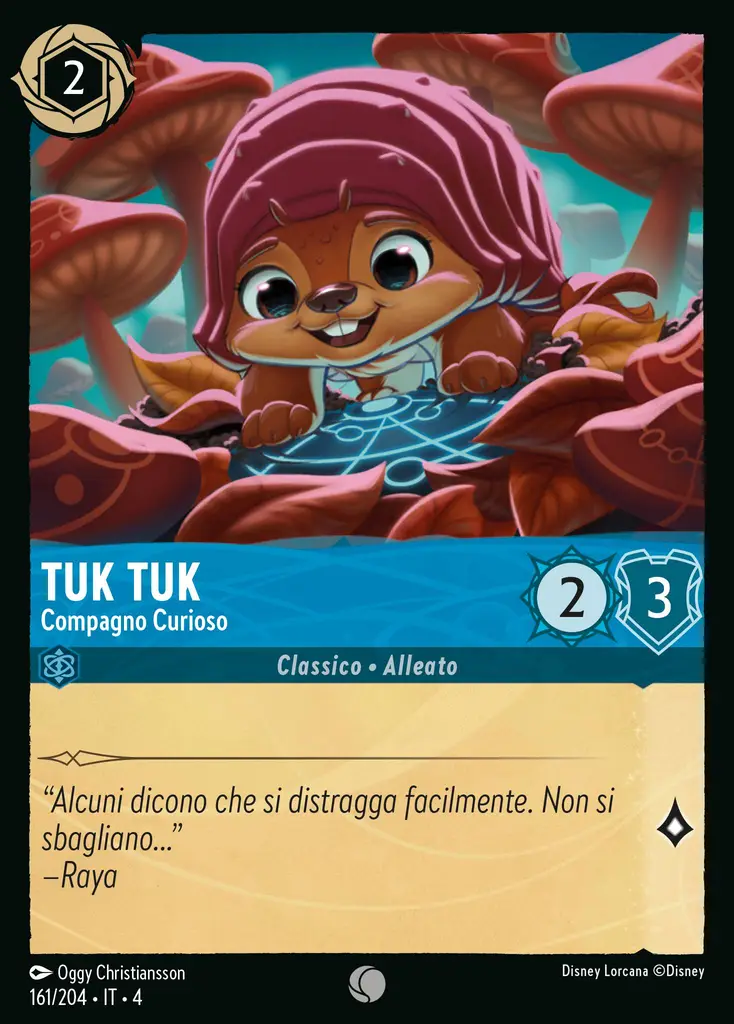 2
TUK TUK
Compagno Curioso
2
3
Classico • Alleato
“Alcuni dicono che si distragga facilmente. Non si
sbagliano...”
–Raya
Oggy Christiansson
Disney Lorcana ©Disney
161/204 • IT • 4